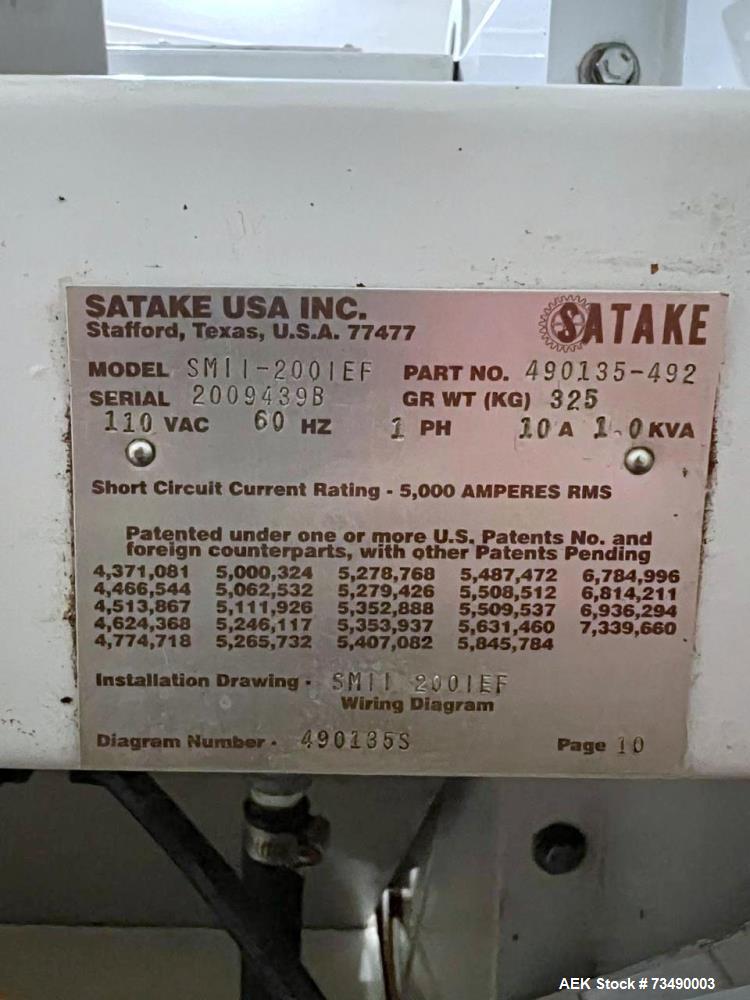 SATAKE USA INC.
Stafford, Texas, U.S.A. 77477
SATAKE
MODEL SMII-200IEF PART NO. 490135-492
SERIAL 2009439B GR WT (KG) 325
110 VAC 60 HZ 1 PH 10 A 1.0 KVA
Short Circuit Current Rating - 5,000 AMPERES RMS
Patented under one or more U.S. Patents No. and
foreign counterparts, with other Patents Pending
4,371,081 5,000,324 5,278,768 5,487,472 6,784,996
4,466,544 5,062,532 5,279,426 5,508,512 6,814,211
4,513,867 5,111,926 5,352,888 5,509,537 6,936,294
4,624,368 5,246,117 5,353,937 5,631,460 7,339,660
4,774,718 5,265,732 5,407,082 5,845,784
Installation Drawing - SMII 200IEF
Wiring Diagram
Diagram Number - 490135S Page 10
AEK Stock # 73490003